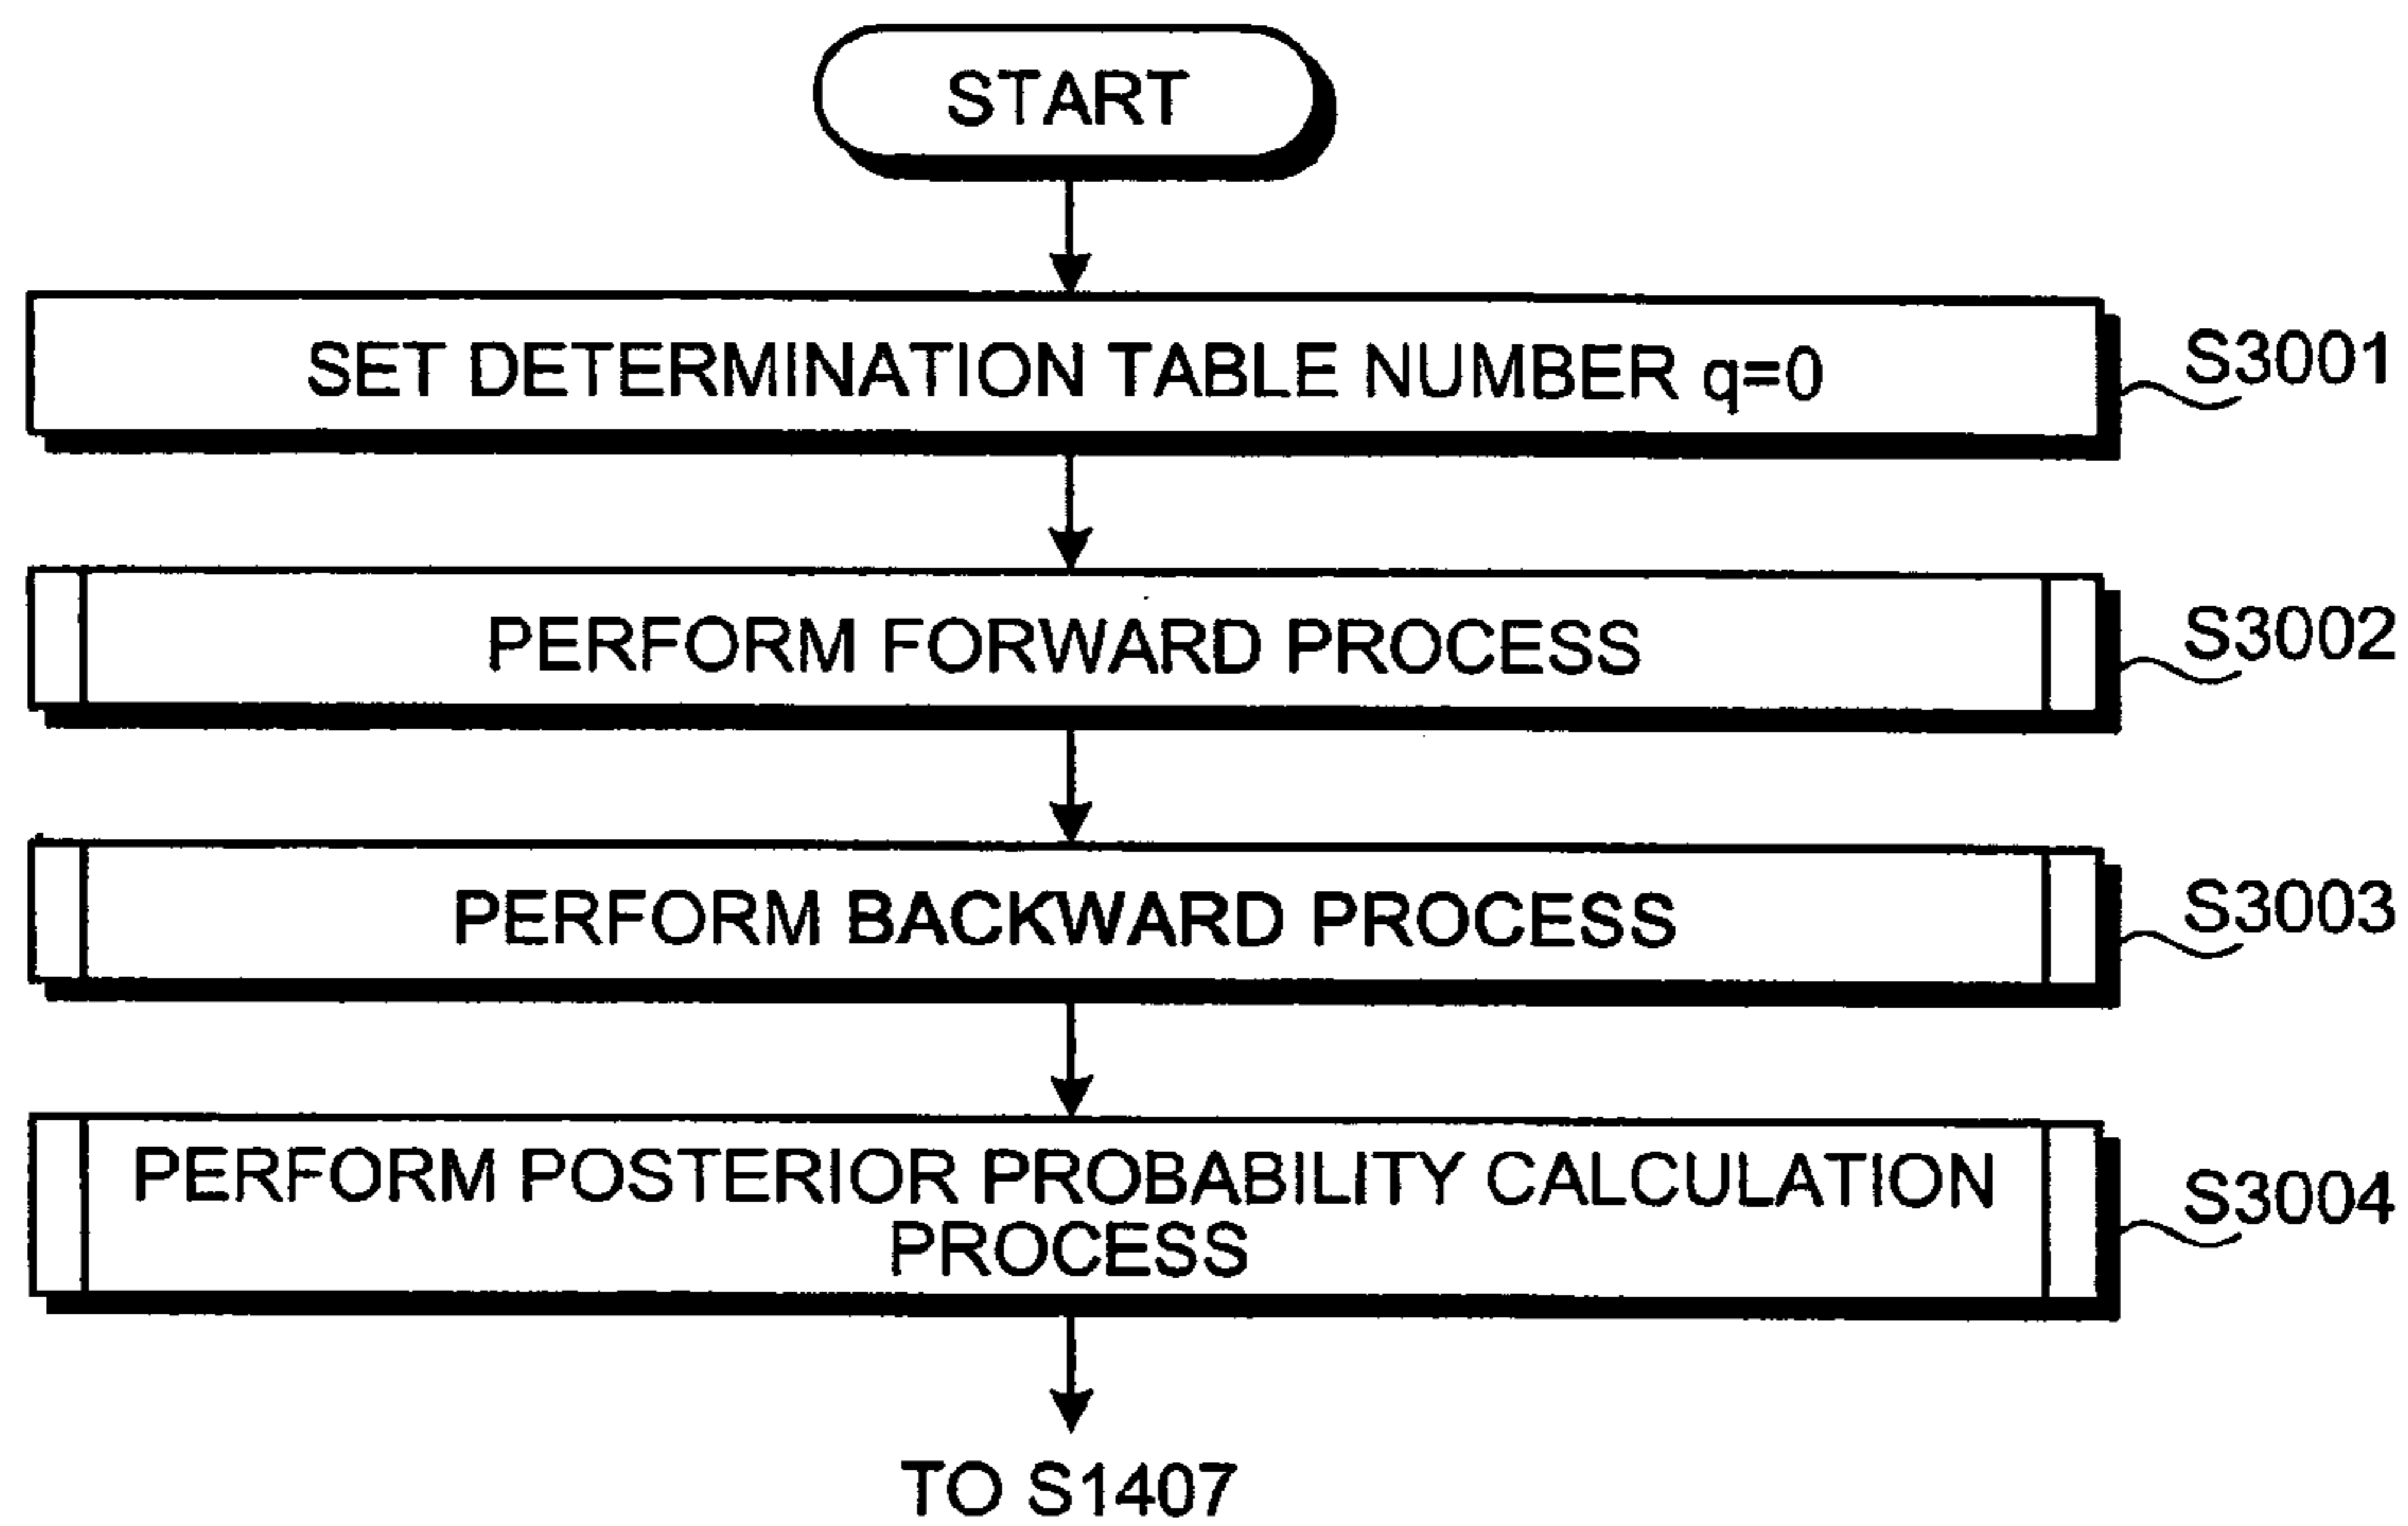 START
SET DETERMINATION TABLE NUMBER q=0
S3001
PERFORM FORWARD PROCESS
S3002
PERFORM BACKWARD PROCESS
S3003
PERFORM POSTERIOR PROBABILITY CALCULATION
PROCESS
S3004
TO S1407